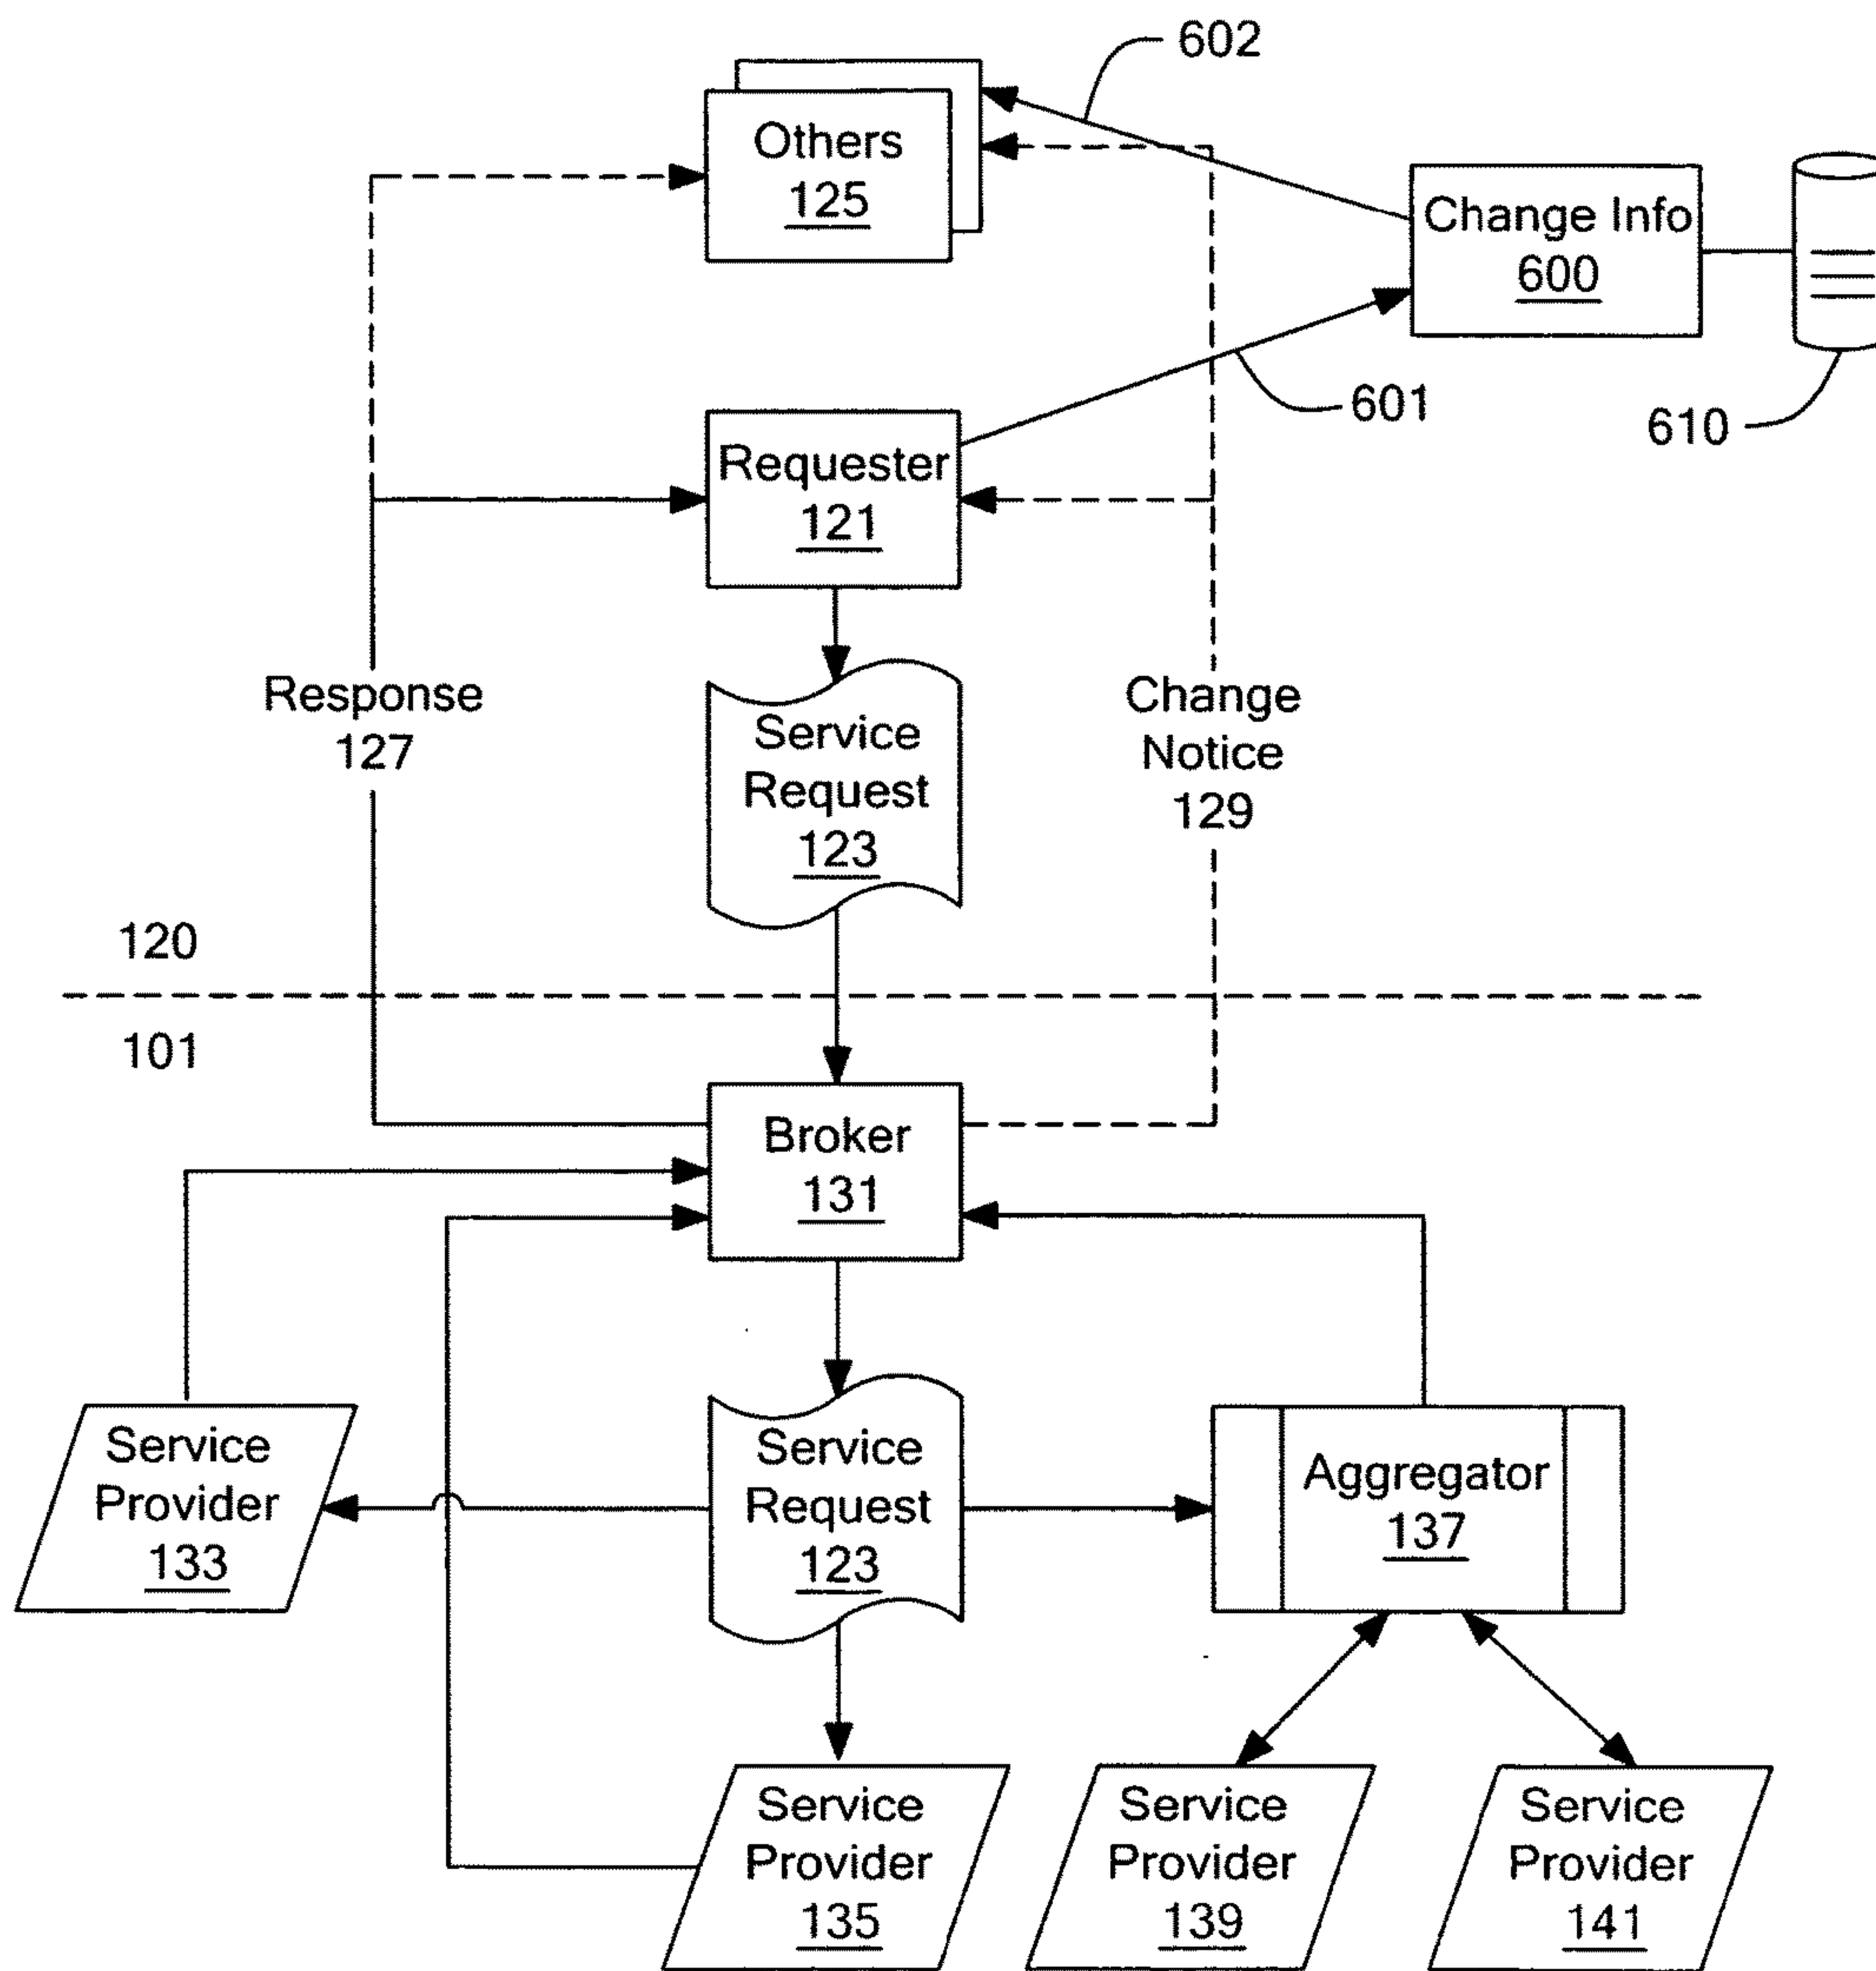 602
Others
125
Change Info
600
601
610
Requester
121
Response
127
Service
Request
123
Change
Notice
129
120
101
Broker
131
Service
Provider
133
Service
Request
123
Aggregator
137
Service
Provider
135
Service
Provider
139
Service
Provider
141